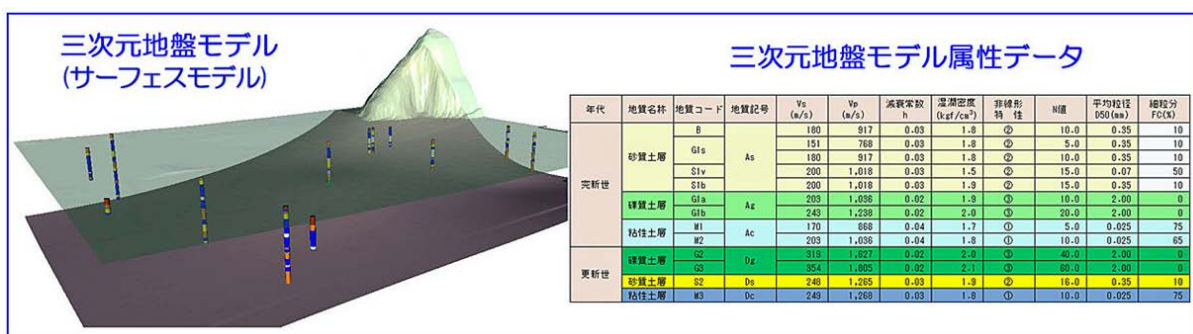 三次元地盤モデル
(サーフェスモデル)
三次元地盤モデル属性データ
年代 地質名称 地質コード 地質記号 Vs (m/s) Vp (m/s) 減衰常数 h 湿潤密度 (kgf/cm³) 非線形特性 N値 平均粒径 D50(mm) 細粒分 FC(%)
完新世 砂質土層 B As 180 917 0.03 1.8 ② 10.0 0.35 10
Gls 151 768 0.03 1.8 ② 5.0 0.35 10
180 917 0.03 1.8 ② 10.0 0.35 10
Slv 200 1,018 0.03 1.5 ② 15.0 0.07 50
Slb 200 1,018 0.03 1.9 ② 15.0 0.35 10
礫質土層 Gla Ag 203 1,036 0.02 1.9 ③ 10.0 2.00 0
Glb 243 1,238 0.02 2.0 ③ 20.0 2.00 0
粘性土層 M1 Ac 170 868 0.04 1.7 ① 5.0 0.025 75
M2 203 1,036 0.04 1.8 ① 10.0 0.025 65
更新世 礫質土層 G2 Dg 319 1,627 0.02 2.0 ③ 40.0 2.00 0
G3 354 1,805 0.02 2.1 ③ 60.0 2.00 0
砂質土層 S2 Ds 248 1,265 0.03 1.9 ② 16.0 0.35 10
粘性土層 M3 Dc 249 1,268 0.03 1.8 ① 10.0 0.025 75